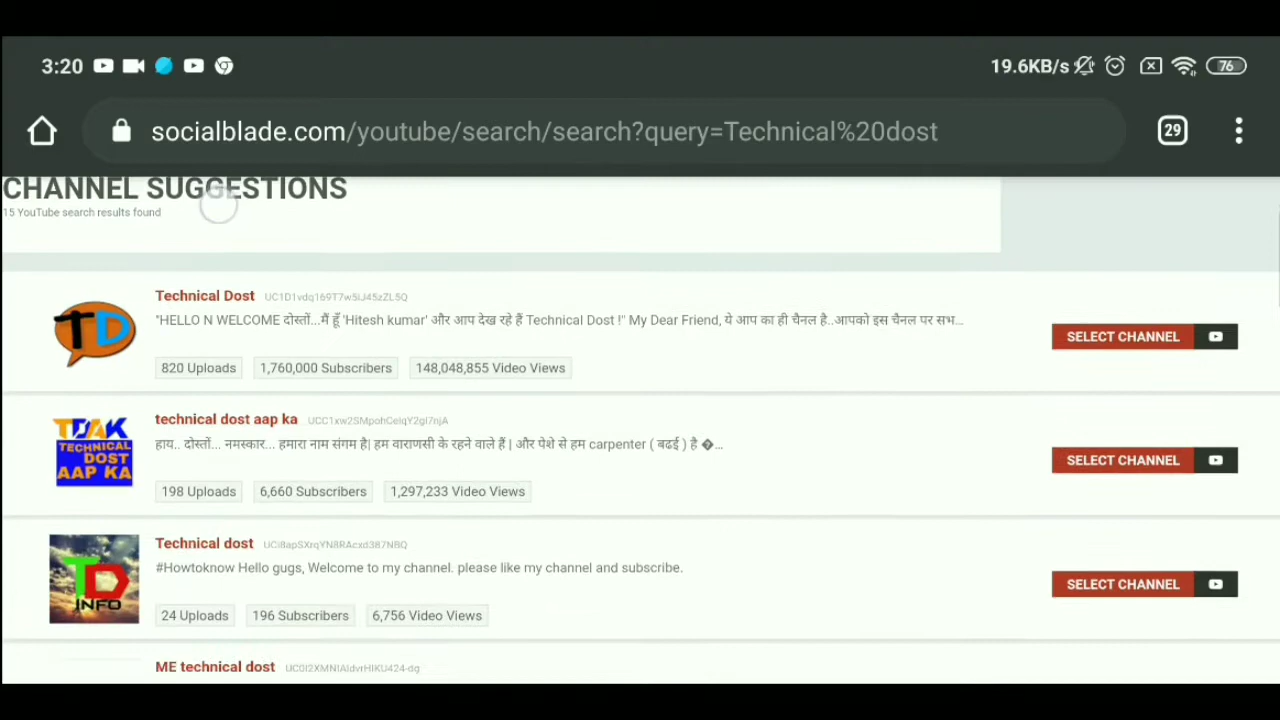 3:20
19.6KB/s
76
socialblade.com/youtube/search/search?query=Technical%20dost
29
CHANNEL SUGGESTIONS
15 YouTube search results found
TD
Technical Dost
"HELLO N WELCOME दोस्तों...मैं हूँ 'Hitesh kumar' और आप देख रहे हैं Technical Dost !" My Dear Friend, ये आप का ही चैनल है..आपको इस चैनल पर सभ...
820 Uploads 1,760,000 Subscribers 148,048,855 Video Views
SELECT CHANNEL
TDAK
TECHNICAL
DOST
AAP KA
technical dost aap ka
हाय.. दोस्तों... नमस्कार... हमारा नाम संगम है| हम वाराणसी के रहने वाले हैं | और पेशे से हम carpenter ( बढई ) है �...
198 Uploads 6,660 Subscribers 1,297,233 Video Views
SELECT CHANNEL
TD
INFO
Technical dost
#Howtoknow Hello gugs, Welcome to my channel. please like my channel and subscribe.
24 Uploads 196 Subscribers 6,756 Video Views
SELECT CHANNEL
ME technical dost